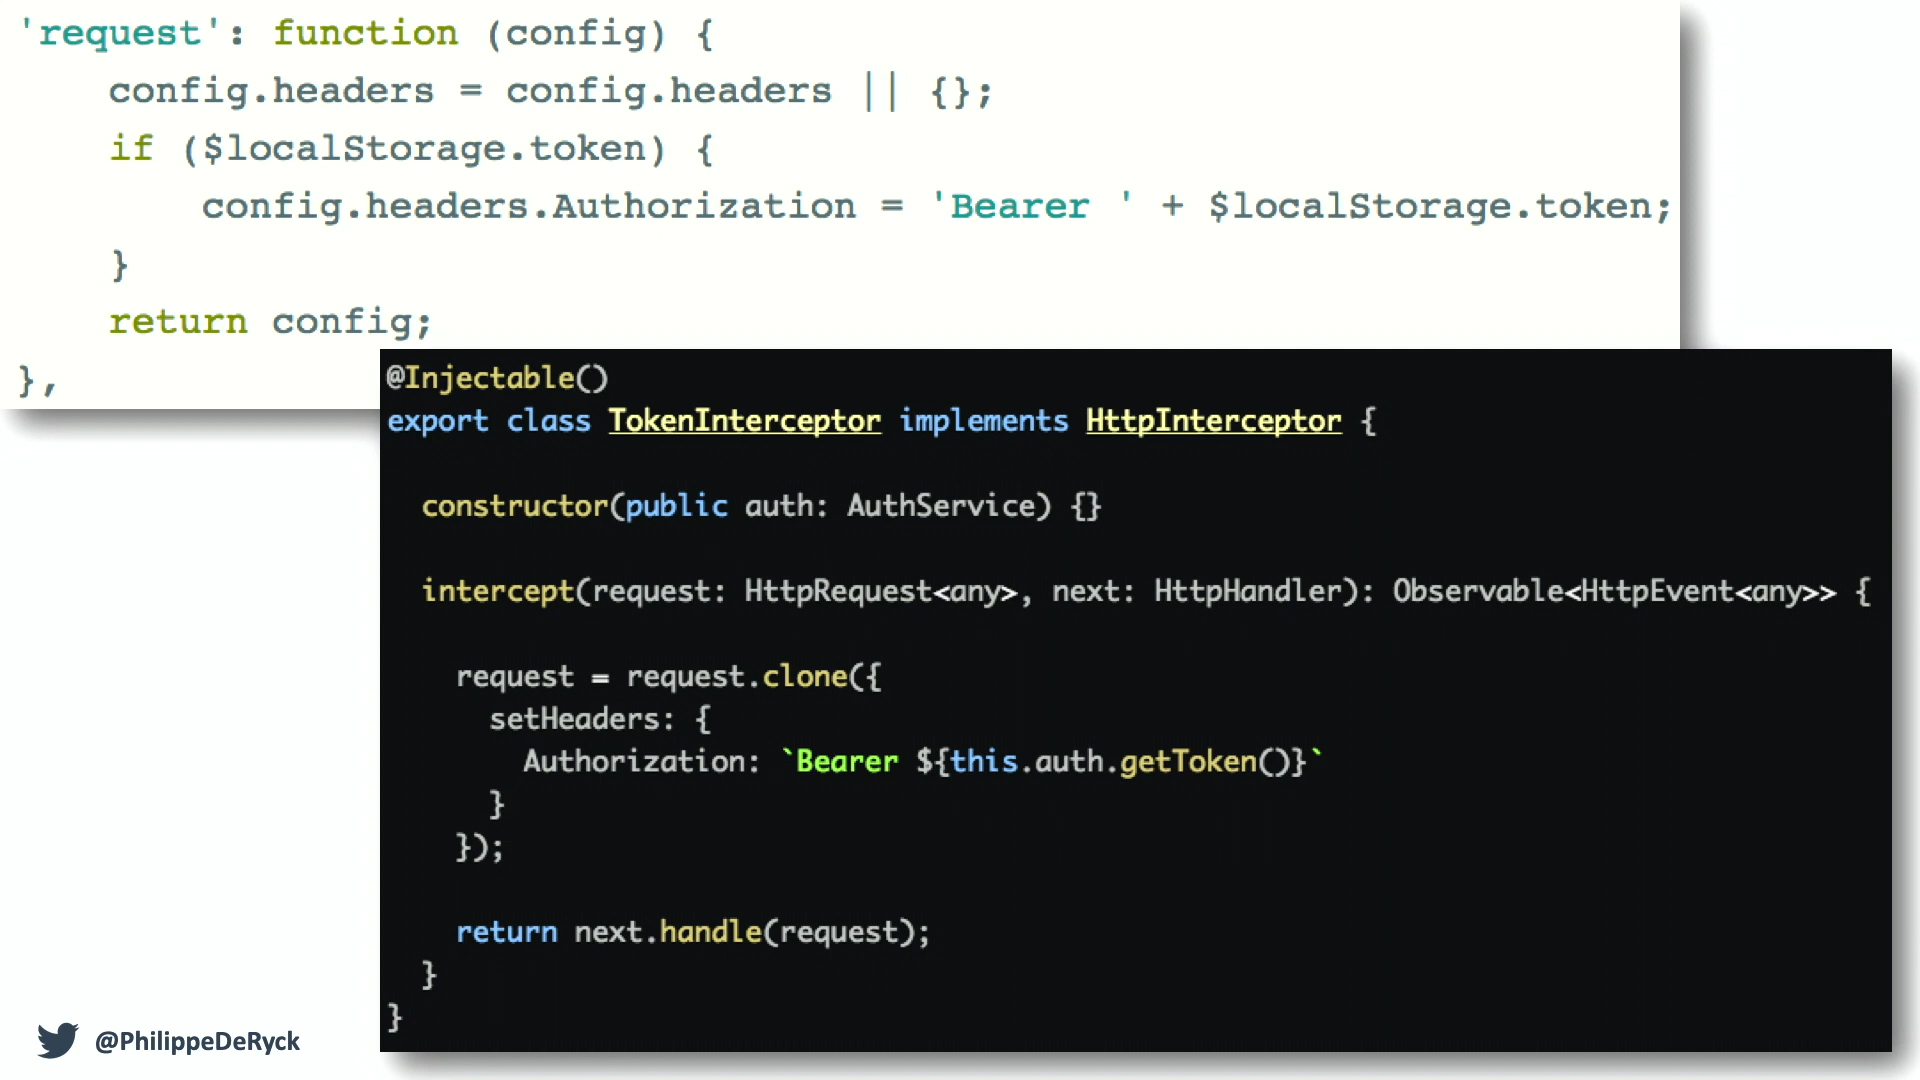 'request': function (config) {
    config.headers = config.headers || {};
    if ($localStorage.token) {
        config.headers.Authorization = 'Bearer ' + $localStorage.token;
    }
    return config;
},
@Injectable()
export class TokenInterceptor implements HttpInterceptor {
  constructor(public auth: AuthService) {}
  intercept(request: HttpRequest<any>, next: HttpHandler): Observable<HttpEvent<any>> {
    request = request.clone({
      setHeaders: {
        Authorization: `Bearer ${this.auth.getToken()}`
      }
    });
    return next.handle(request);
  }
}
@PhilippeDeRyck